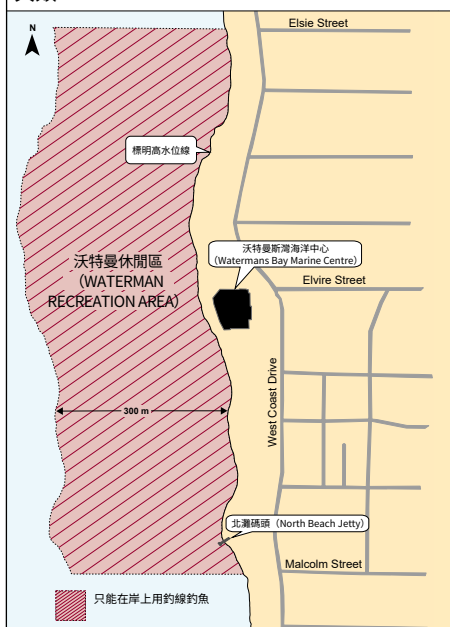 N
Elsie Street
標明高水位線
沃特曼斯灣海洋中心
（Watermans Bay Marine Centre）
沃特曼休閒區
（WATERMAN
RECREATION AREA）
Elvire Street
West Coast Drive
300 m
北灘碼頭（North Beach Jetty）
Malcolm Street
只能在岸上用釣線釣魚